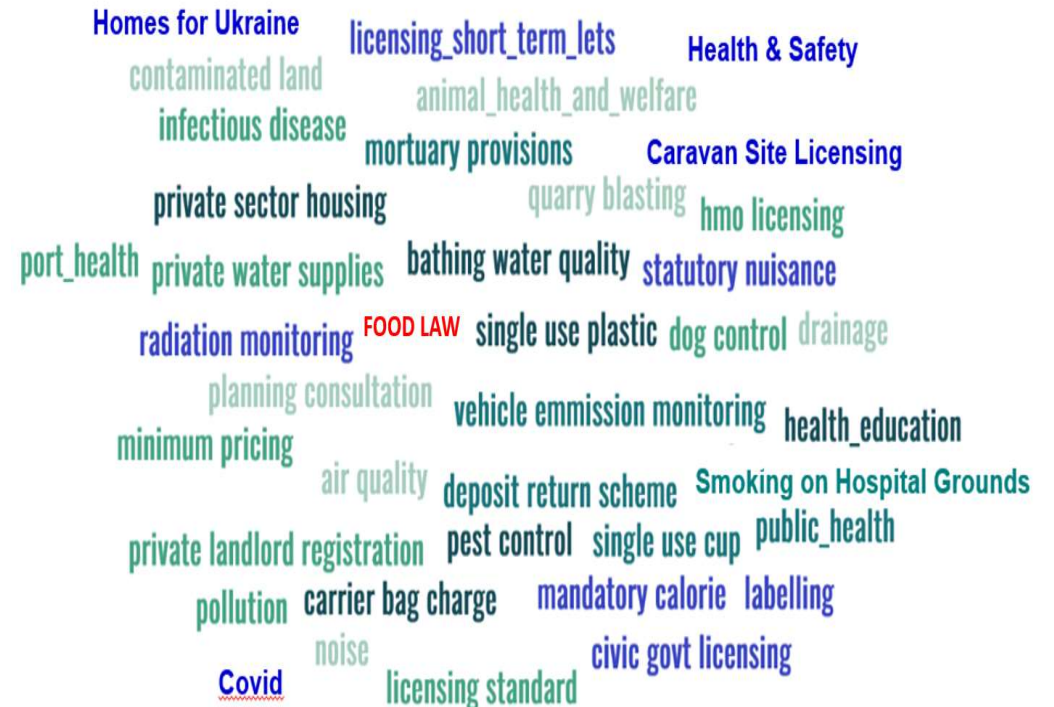 Homes for Ukraine
licensing_short_term_lets
Health & Safety
contaminated land
animal_health_and_welfare
infectious disease
mortuary provisions
Caravan Site Licensing
private sector housing
quarry blasting
hmo licensing
port_health
private water supplies
bathing water quality
statutory nuisance
radiation monitoring
FOOD LAW
single use plastic
dog control
drainage
planning consultation
vehicle emmission monitoring
health_education
minimum pricing
air quality
deposit return scheme
Smoking on Hospital Grounds
private landlord registration
pest control
single use cup
public_health
pollution
carrier bag charge
mandatory calorie labelling
noise
civic govt licensing
Covid
licensing standard